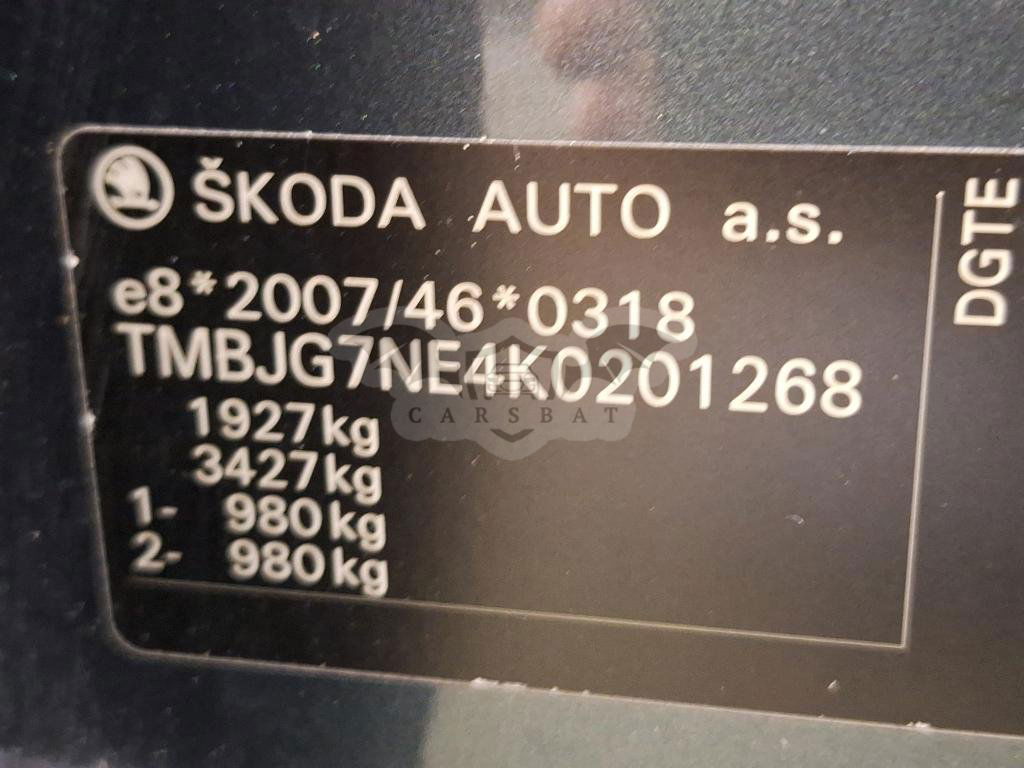 ŠKODA AUTO a.s.
e8*2007/46*0318
TMBJG7NE4K0201268
1927kg
3427kg
1- 980kg
2- 980kg
DGTE
CARSBAT